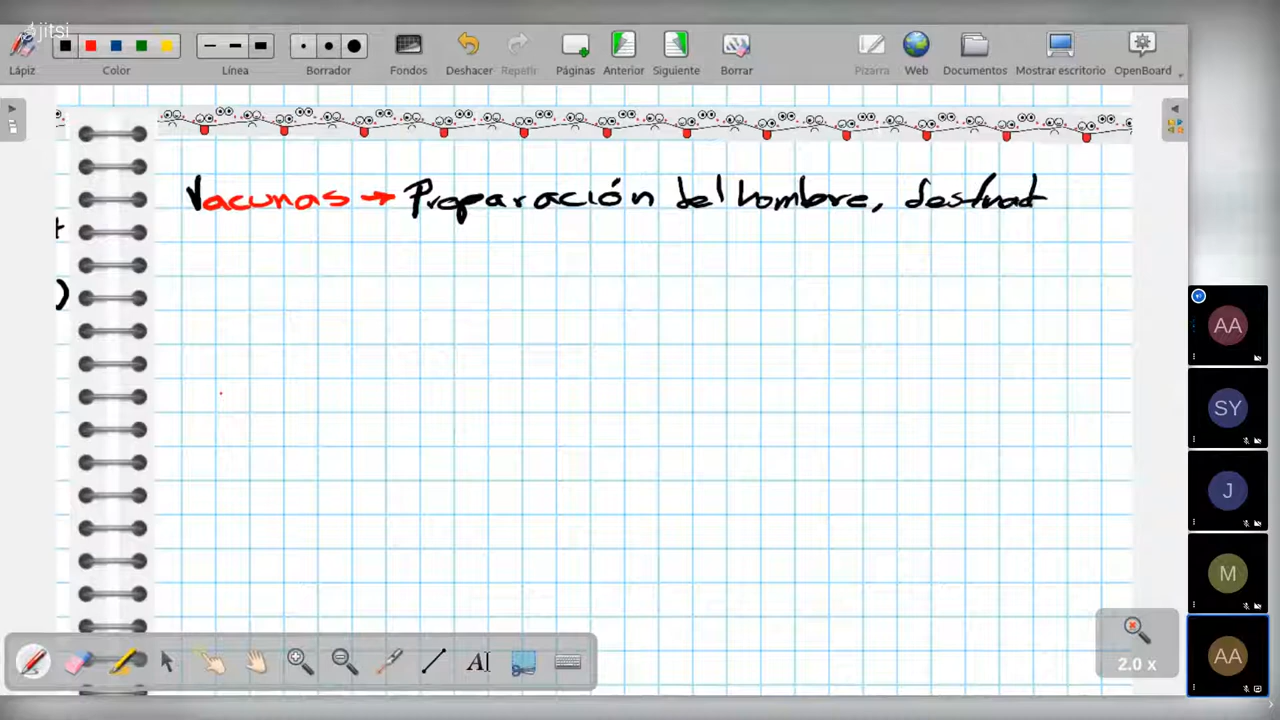 jitsi
Lápiz Color Línea Borrador Fondos Deshacer Repetir Páginas Anterior Siguiente Borrar Pizarra Web Documentos Mostrar escritorio OpenBoard
Vacunas → Preparación del hombre, destinad
AA
SY
J
M
AA
2.0 x